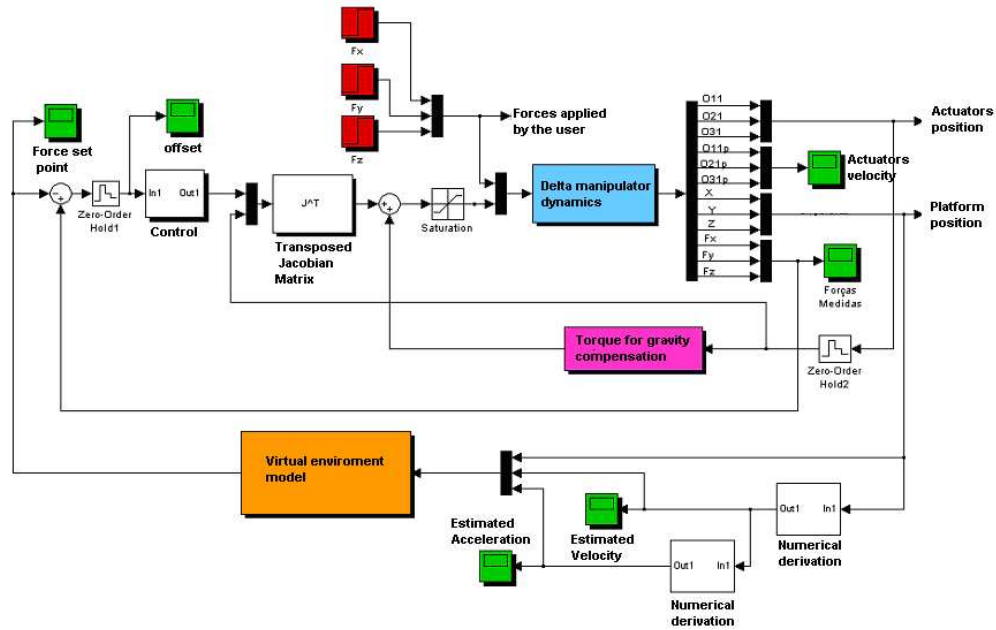 Fx
Fy
Fz
Forces applied
by the user
O11
O21
O31
O11p
O21p
O31p
X
Y
Z
Fx
Fy
Fz
Actuators
position
Actuators
velocity
Platform
position
Force set
point
offset
Zero-Order
Hold1
In1
Out1
Control
J^T
Transposed
Jacobian
Matrix
Saturation
Delta manipulator
dynamics
Forças
Medidas
Torque for gravity
compensation
Zero-Order
Hold2
Virtual enviroment
model
Estimated
Acceleration
Estimated
Velocity
Out1
In1
Numerical
derivation
Out1
In1
Numerical
derivation